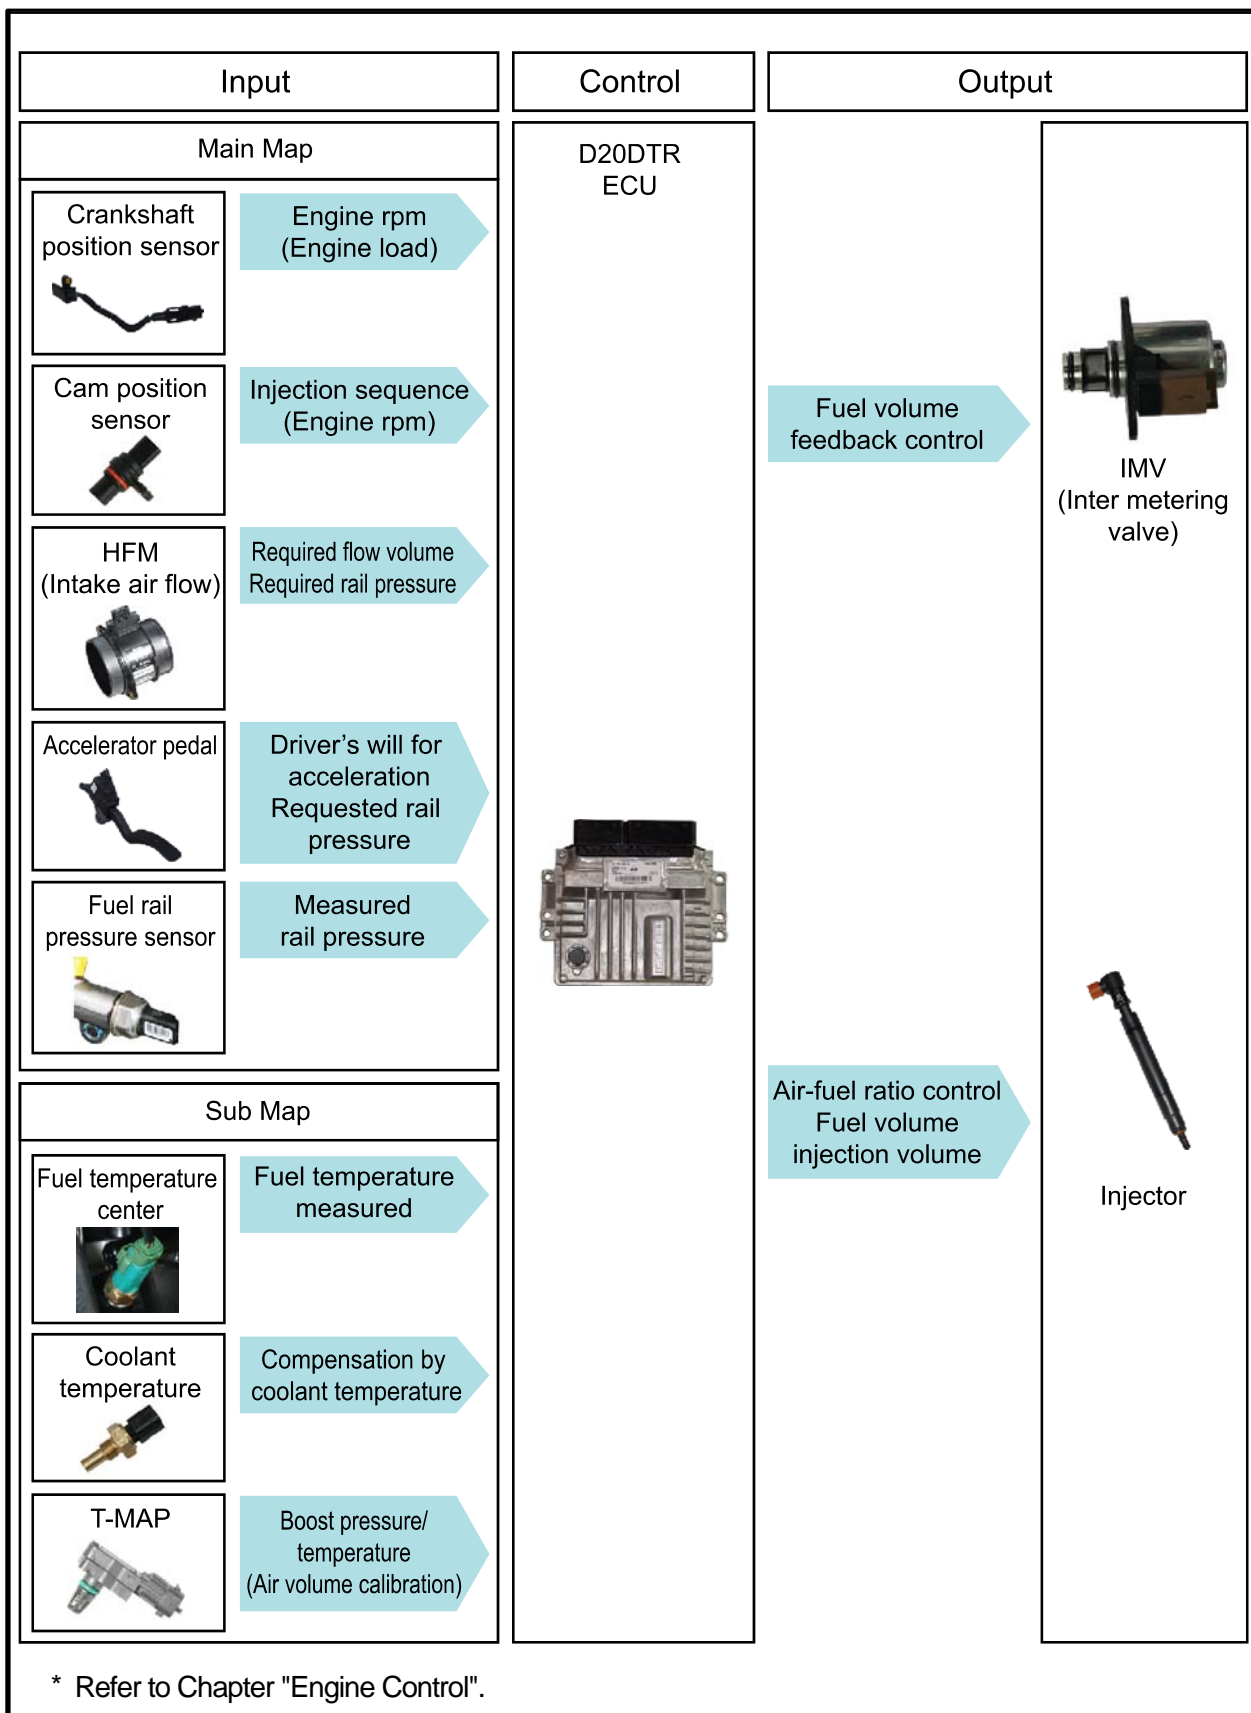 Input
Control
Output
Main Map
D20DTR
ECU
Crankshaft
position sensor
Engine rpm
(Engine load)
Cam position
sensor
Injection sequence
(Engine rpm)
Fuel volume
feedback control
IMV
(Inter metering
valve)
HFM
(Intake air flow)
Required flow volume
Required rail pressure
Accelerator pedal
Driver’s will for
acceleration
Requested rail
pressure
Fuel rail
pressure sensor
Measured
rail pressure
Air-fuel ratio control
Fuel volume
injection volume
Injector
Sub Map
Fuel temperature
center
Fuel temperature
measured
Coolant
temperature
Compensation by
coolant temperature
T-MAP
Boost pressure/
temperature
(Air volume calibration)
* Refer to Chapter "Engine Control".